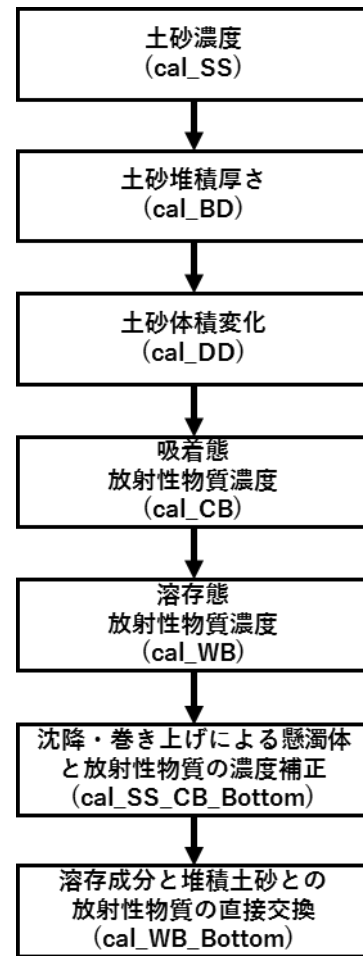 土砂濃度
(cal_SS)
土砂堆積厚さ
(cal_BD)
土砂体積変化
(cal_DD)
吸着態
放射性物質濃度
(cal_CB)
溶存態
放射性物質濃度
(cal_WB)
沈降・巻き上げによる懸濁体
と放射性物質の濃度補正
(cal_SS_CB_Bottom)
溶存成分と堆積土砂との
放射性物質の直接交換
(cal_WB_Bottom)